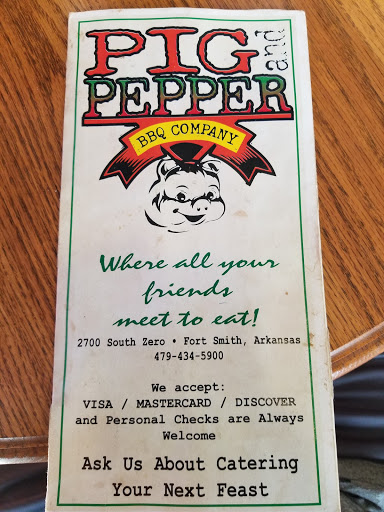 PIG and
PEPPER
BBQ COMPANY
Where all your
friends
meet to eat!
2700 South Zero • Fort Smith, Arkansas
479-434-5900
We accept:
VISA / MASTERCARD / DISCOVER
and Personal Checks are Always
Welcome
Ask Us About Catering
Your Next Feast